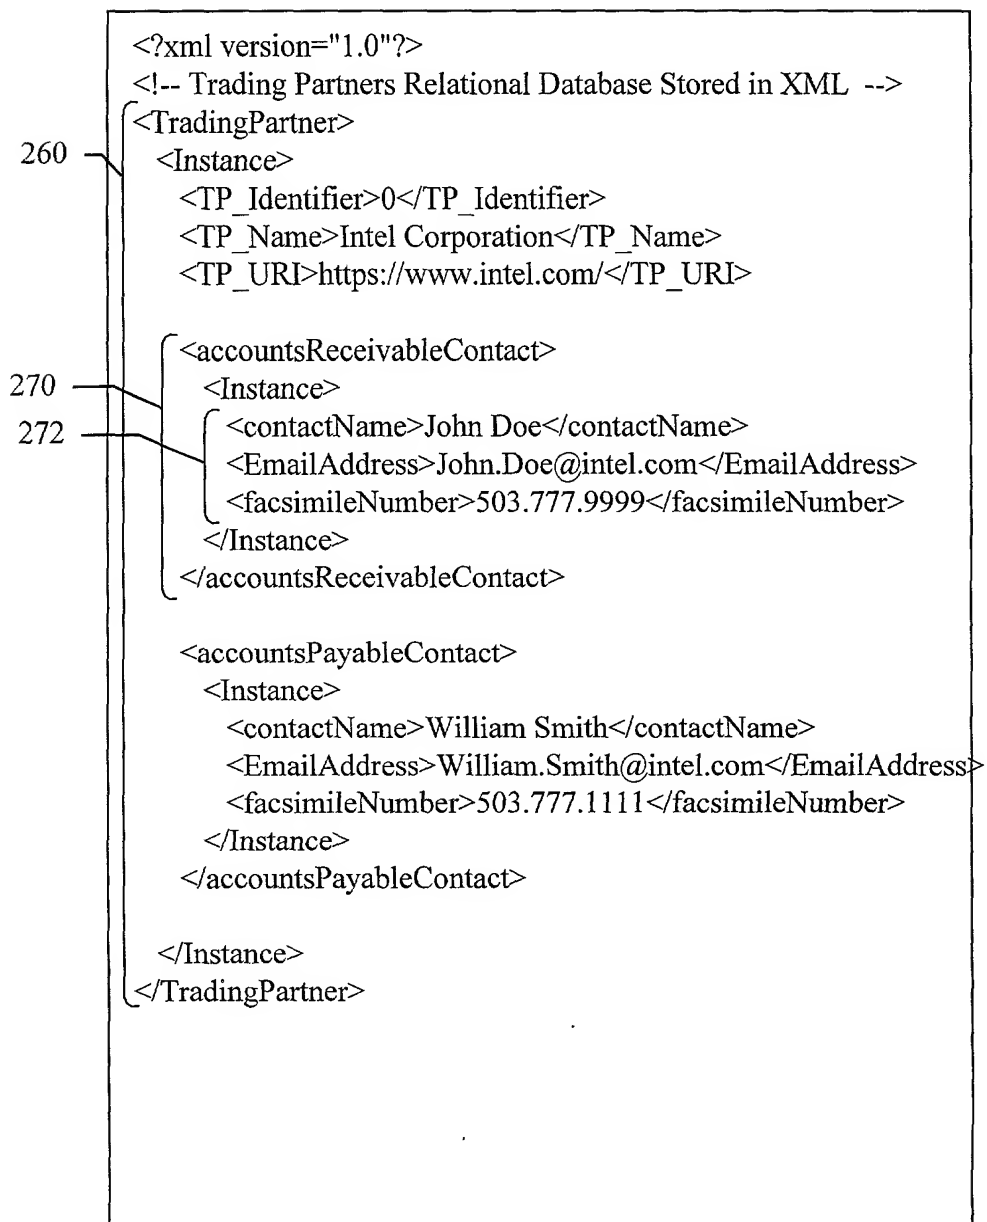 <?xml version="1.0"?>
<!-- Trading Partners Relational Database Stored in XML -->
<TradingPartner>
260
<Instance>
<TP_Identifier>0</TP_Identifier>
<TP_Name>Intel Corporation</TP_Name>
<TP_URI>https://www.intel.com/</TP_URI>
<accountsReceivableContact>
270
<Instance>
272
<contactName>John Doe</contactName>
<EmailAddress>John.Doe@intel.com</EmailAddress>
<facsimileNumber>503.777.9999</facsimileNumber>
</Instance>
</accountsReceivableContact>
<accountsPayableContact>
<Instance>
<contactName>William Smith</contactName>
<EmailAddress>William.Smith@intel.com</EmailAddress>
<facsimileNumber>503.777.1111</facsimileNumber>
</Instance>
</accountsPayableContact>
</Instance>
</TradingPartner>